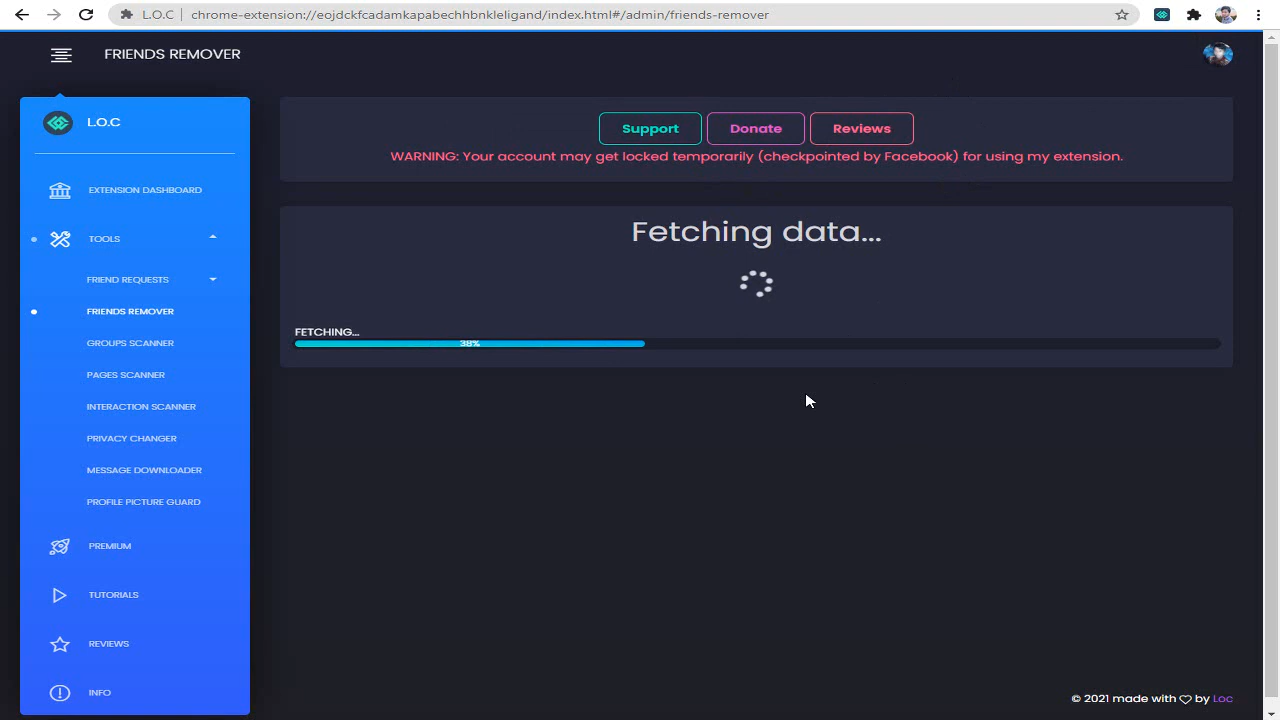 L.O.C
chrome-extension://eojdckfcadamkapabechhbnkhaligand/index.html#/admin/friends-remover
FRIENDS REMOVER
L.O.C
EXTENSION DASHBOARD
TOOLS
FRIEND REQUESTS
FRIENDS REMOVER
GROUPS SCANNER
PAGES SCANNER
INTERACTION SCANNER
PRIVACY CHANGER
MESSAGE DOWNLOADER
PROFILE PICTURE GUARD
PREMIUM
TUTORIALS
REVIEWS
INFO
Support Donate Reviews
WARNING: Your account may get locked temporarily (checkpointed by Facebook) for using my extension.
Fetching data...
FETCHING...
38%
© 2021 made with ♡ by Loc